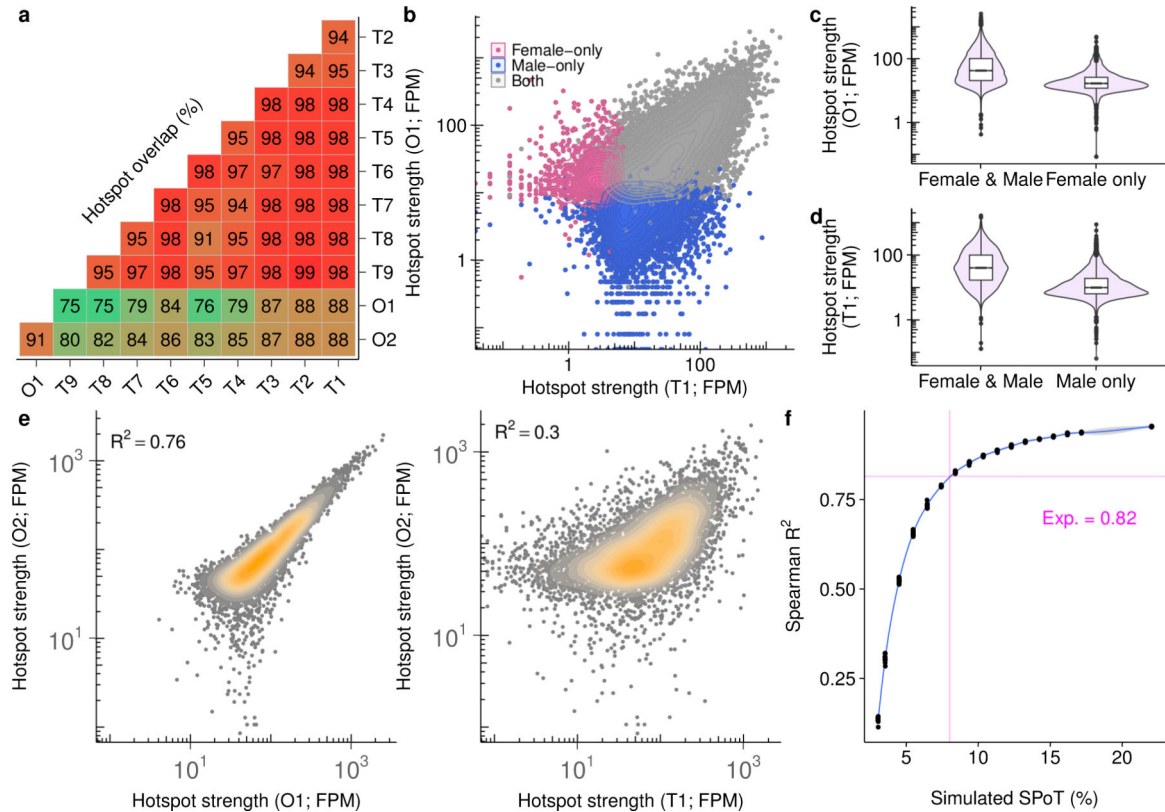 a
94 T2
94 95 T3
98 98 98 T4
95 98 98 98 T5
98 97 97 98 98 T6
98 95 94 98 98 98 T7
95 98 91 95 98 98 98 T8
95 97 98 95 97 98 99 98 T9
75 75 79 84 76 79 87 88 88 O1
91 80 82 84 86 83 85 87 88 88 O2
O1 T9 T8 T7 T6 T5 T4 T3 T2 T1
Hotspot overlap (%)
b
Female-only
Male-only
Both
100
1
1 100
Hotspot strength (O1; FPM)
Hotspot strength (T1; FPM)
c
Hotspot strength
(O1; FPM)
100
1
Female & Male Female only
d
Hotspot strength
(T1; FPM)
100
1
Female & Male Male only
e
R² = 0.76
10³
10¹
10¹ 10³
Hotspot strength (O2; FPM)
Hotspot strength (O1; FPM)
R² = 0.3
10³
10¹
10¹ 10³
Hotspot strength (O2; FPM)
Hotspot strength (T1; FPM)
f
0.75
0.50
0.25
5 10 15 20
Exp. = 0.82
Spearman R²
Simulated SPoT (%)